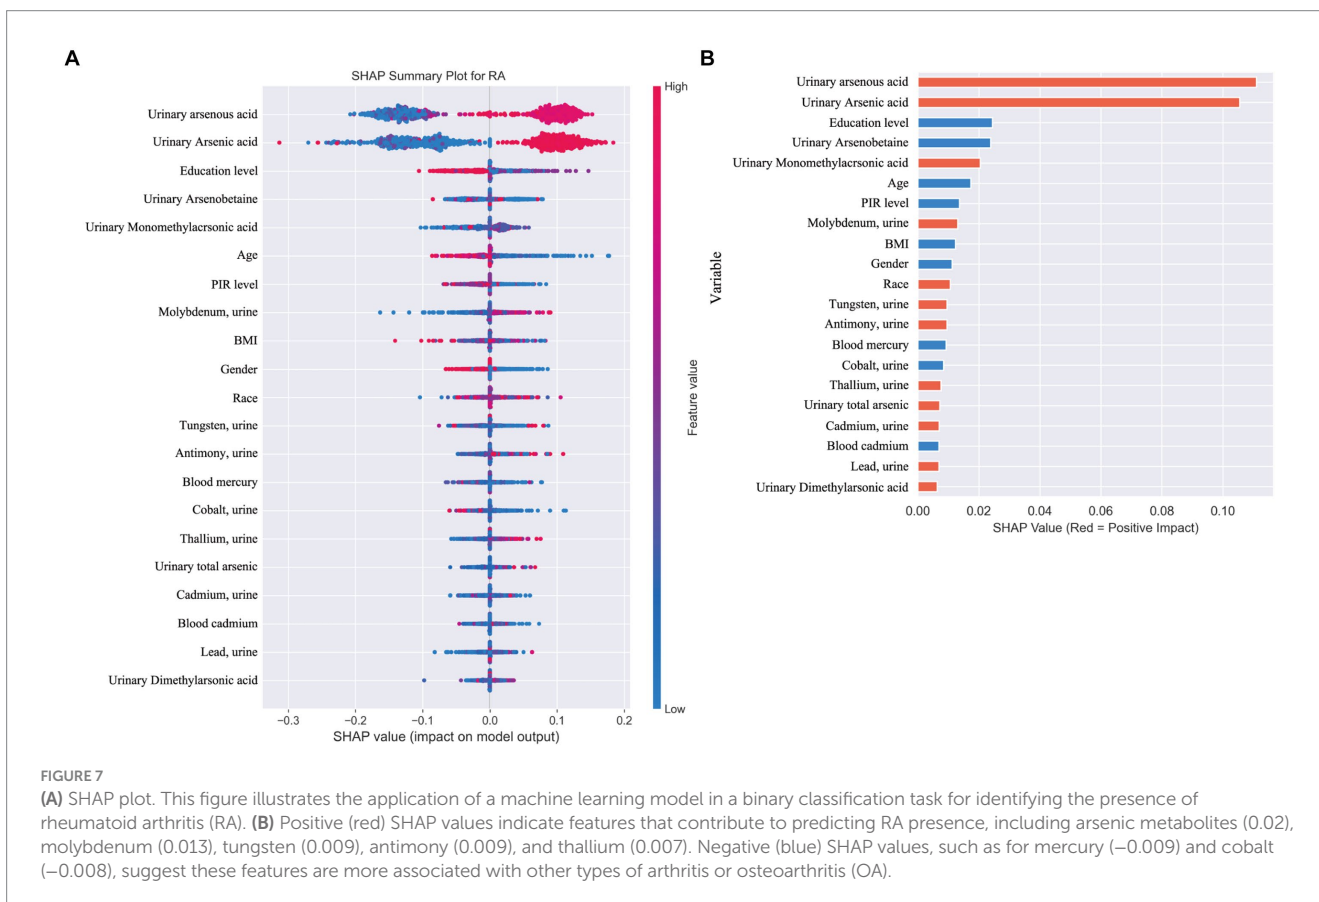 A
SHAP Summary Plot for RA
Urinary arsenous acid
Urinary Arsenic acid
Education level
Urinary Arsenobetaine
Urinary Monomethylacrsonic acid
Age
PIR level
Molybdenum, urine
BMI
Gender
Race
Tungsten, urine
Antimony, urine
Blood mercury
Cobalt, urine
Thallium, urine
Urinary total arsenic
Cadmium, urine
Blood cadmium
Lead, urine
Urinary Dimethylarsonic acid
−0.3 −0.2 −0.1 0.0 0.1 0.2
SHAP value (impact on model output)
High
Feature value
Low
B
Variable
Urinary arsenous acid
Urinary Arsenic acid
Education level
Urinary Arsenobetaine
Urinary Monomethylacrsonic acid
Age
PIR level
Molybdenum, urine
BMI
Gender
Race
Tungsten, urine
Antimony, urine
Blood mercury
Cobalt, urine
Thallium, urine
Urinary total arsenic
Cadmium, urine
Blood cadmium
Lead, urine
Urinary Dimethylarsonic acid
0.00 0.02 0.04 0.06 0.08 0.10
SHAP Value (Red = Positive Impact)
FIGURE 7
(A) SHAP plot. This figure illustrates the application of a machine learning model in a binary classification task for identifying the presence of
rheumatoid arthritis (RA). (B) Positive (red) SHAP values indicate features that contribute to predicting RA presence, including arsenic metabolites (0.02),
molybdenum (0.013), tungsten (0.009), antimony (0.009), and thallium (0.007). Negative (blue) SHAP values, such as for mercury (−0.009) and cobalt
(−0.008), suggest these features are more associated with other types of arthritis or osteoarthritis (OA).